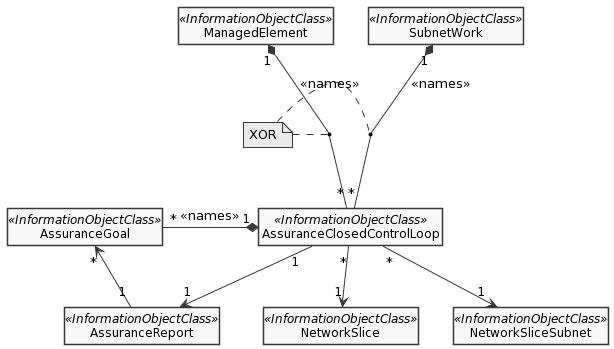 <<InformationObjectClass>>
ManagedElement
<<InformationObjectClass>>
SubnetWork
1
1
<<names>>
<<names>>
XOR
*
*
<<InformationObjectClass>>
AssuranceGoal
* <<names>> 1
<<InformationObjectClass>>
AssuranceClosedControlLoop
*
1
*
*
1
1
1
1
<<InformationObjectClass>>
AssuranceReport
<<InformationObjectClass>>
NetworkSlice
<<InformationObjectClass>>
NetworkSliceSubnet